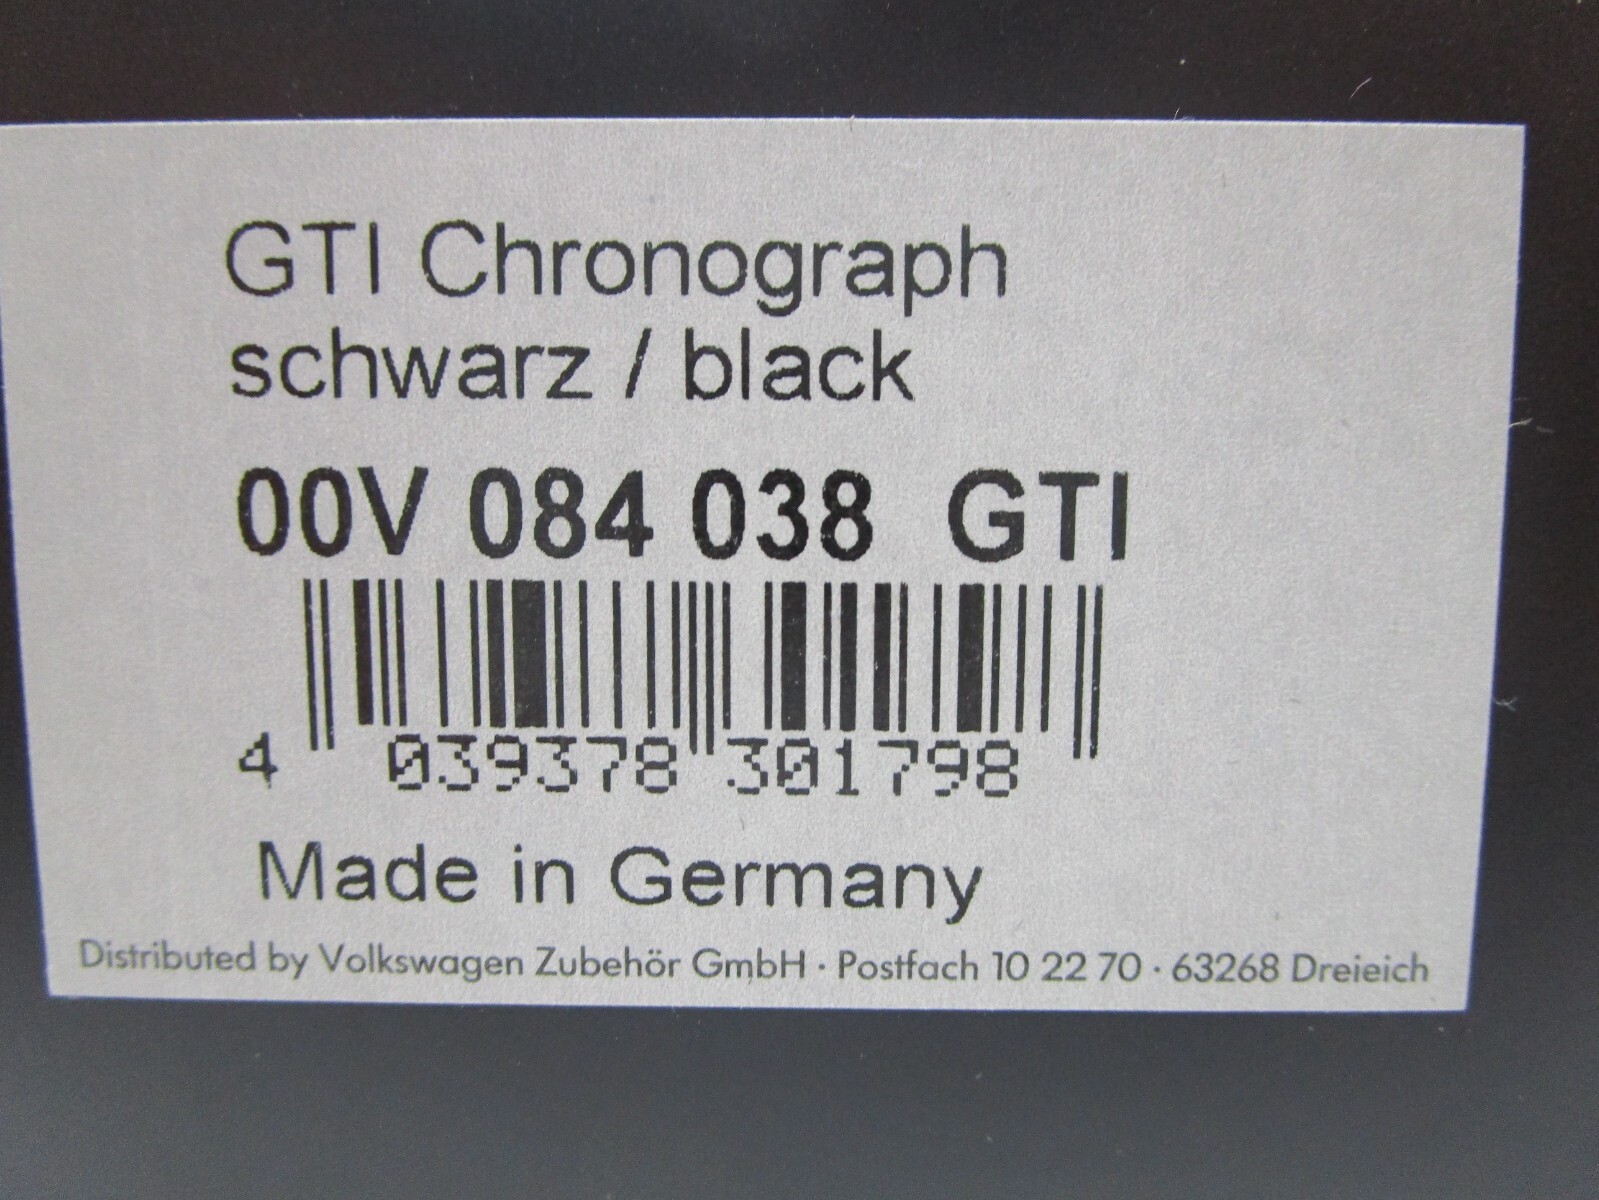 GTI Chronograph
schwarz / black
00V 084 038 GTI
4 039378 301798
Made in Germany
Distributed by Volkswagen Zubehör GmbH · Postfach 10 22 70 · 63268 Dreieich